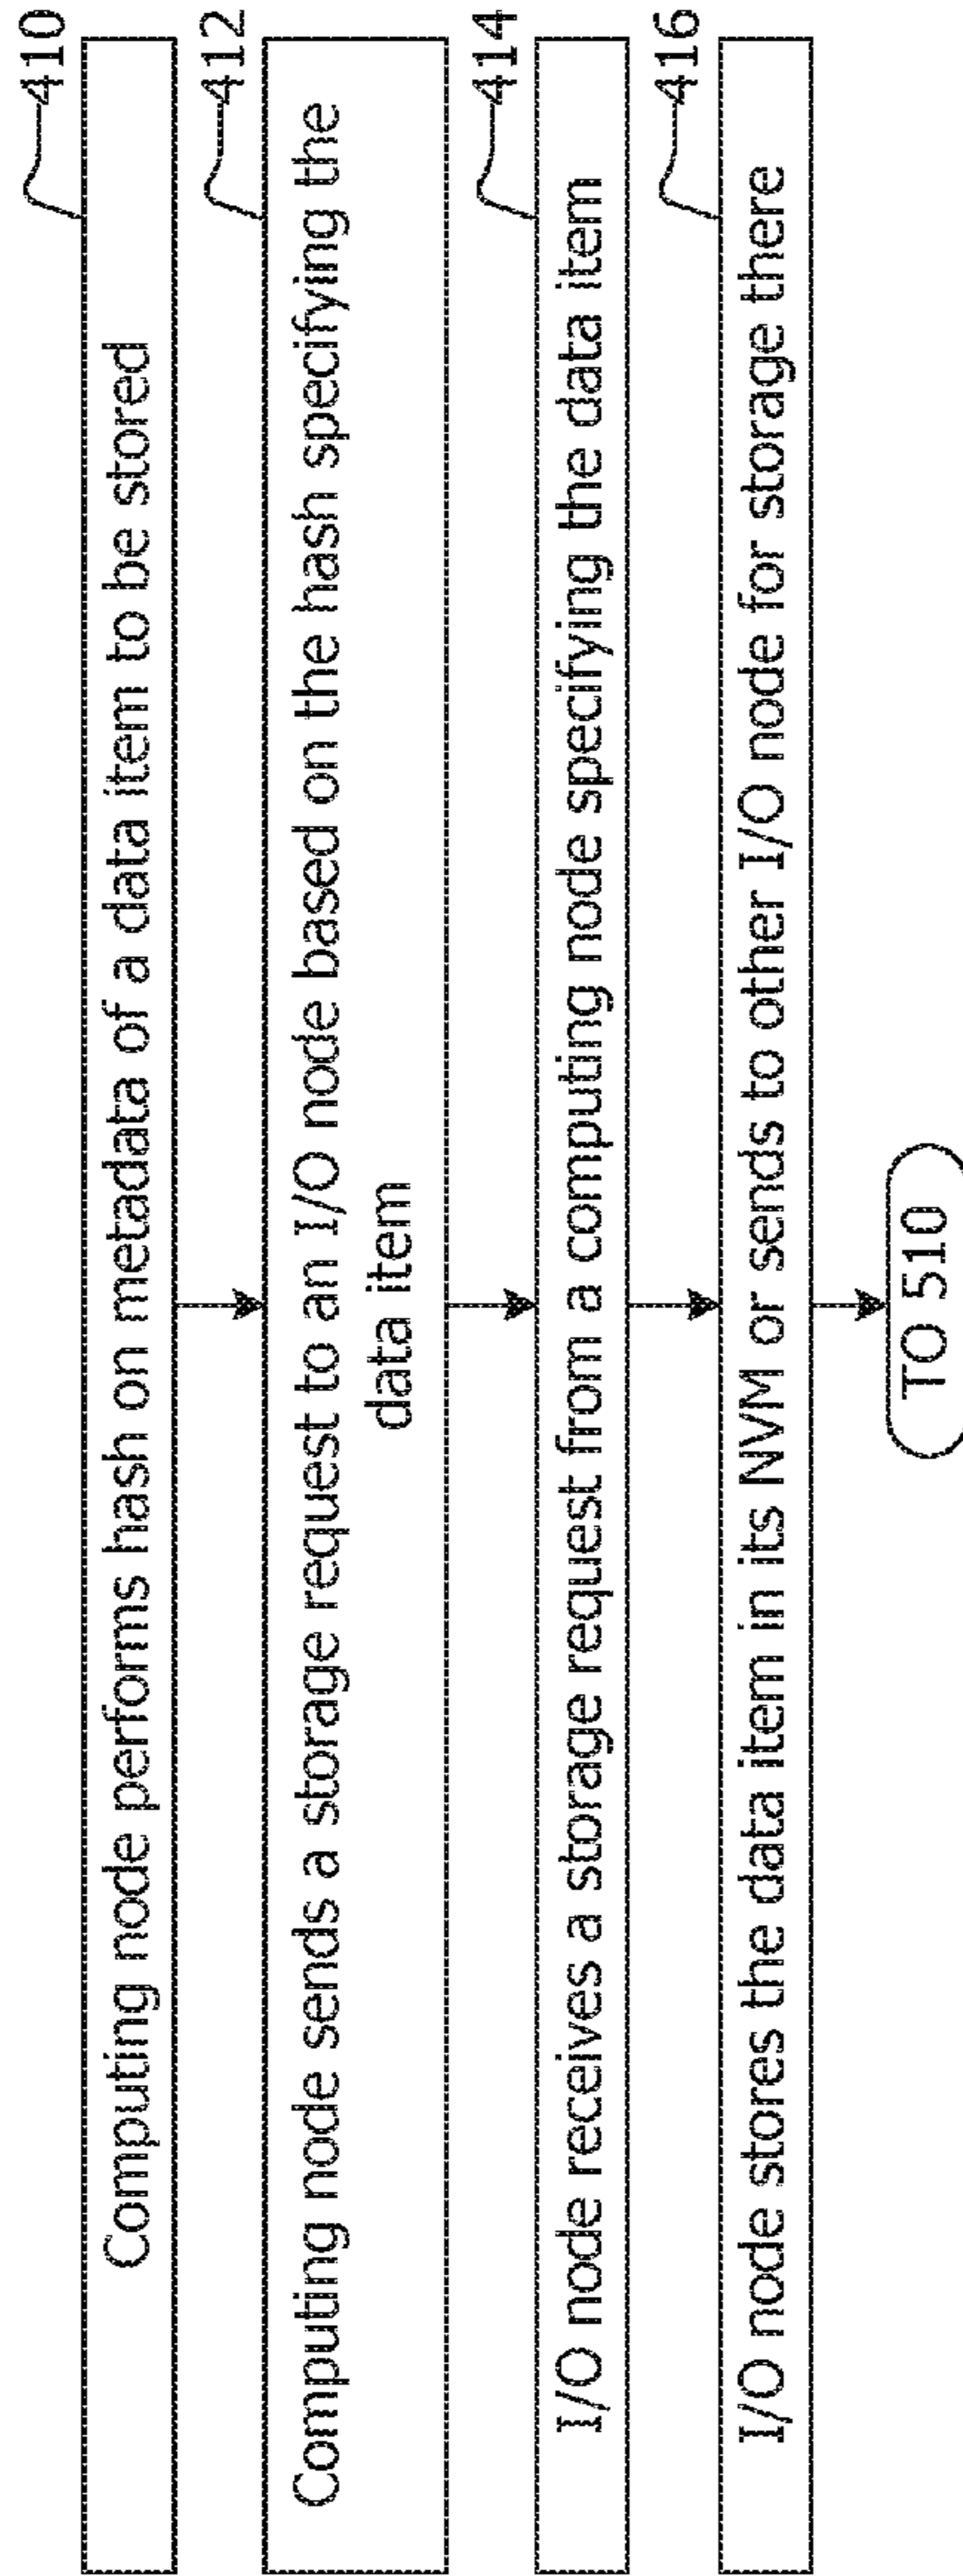 410
Computing node performs hash on metadata of a data item to be stored
412
Computing node sends a storage request to an I/O node based on the hash specifying the
data item
414
I/O node receives a storage request from a computing node specifying the data item
416
I/O node stores the data item in its NVM or sends to other I/O node for storage there
TO 510